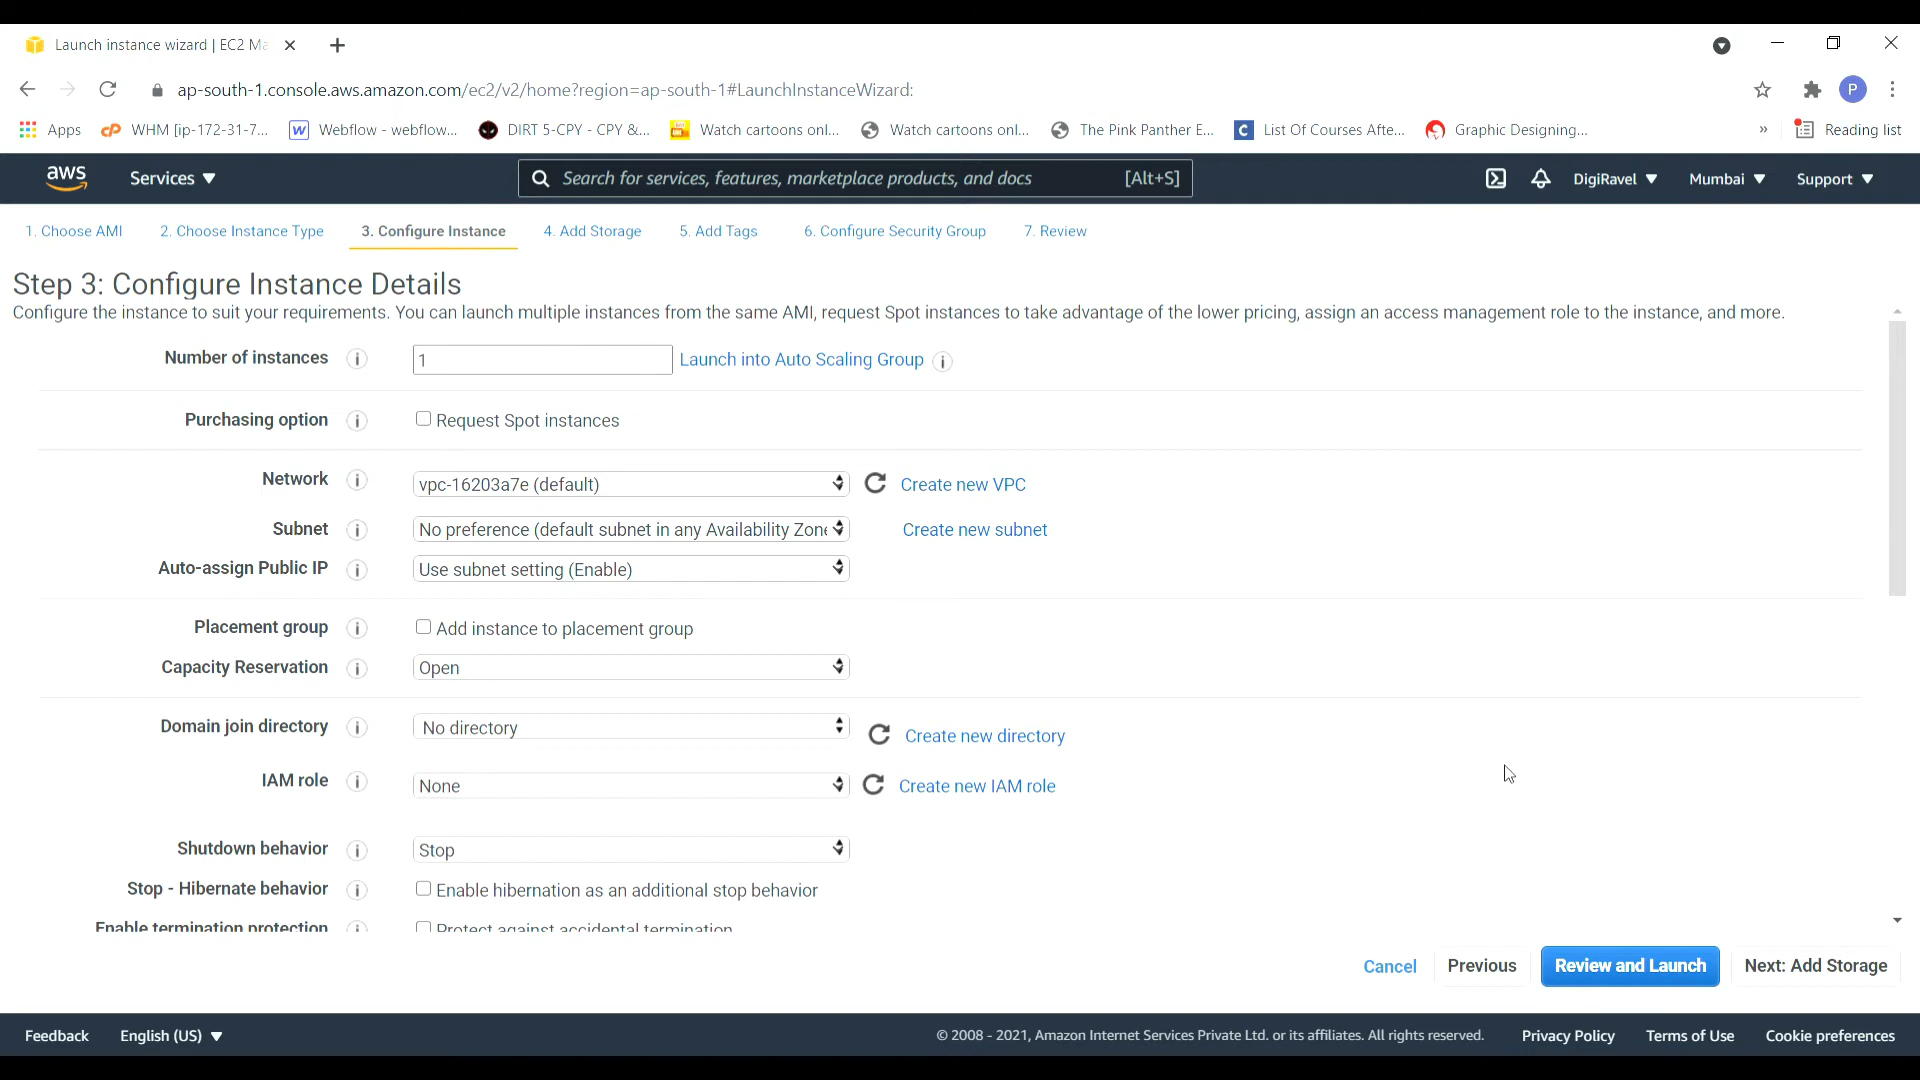 Launch instance wizard | EC2 Ma
ap-south-1.console.aws.amazon.com/ec2/v2/home?region=ap-south-1#LaunchInstanceWizard:
P
Apps
WHM [ip-172-31-7...
Webflow - webflow...
DIRT 5-CPY - CPY &...
Watch cartoons onl...
Watch cartoons onl...
The Pink Panther E...
List Of Courses Afte...
Graphic Designing...
»
Reading list
aws
Services
Search for services, features, marketplace products, and docs
[Alt+S]
DigiRavel
Mumbai
Support
1. Choose AMI
2. Choose Instance Type
3. Configure Instance
4. Add Storage
5. Add Tags
6. Configure Security Group
7. Review
Step 3: Configure Instance Details
Configure the instance to suit your requirements. You can launch multiple instances from the same AMI, request Spot instances to take advantage of the lower pricing, assign an access management role to the instance, and more.
Number of instances
1
Launch into Auto Scaling Group
Purchasing option
Request Spot instances
Network
vpc-16203a7e (default)
Create new VPC
Subnet
No preference (default subnet in any Availability Zone
Create new subnet
Auto-assign Public IP
Use subnet setting (Enable)
Placement group
Add instance to placement group
Capacity Reservation
Open
Domain join directory
No directory
Create new directory
IAM role
None
Create new IAM role
Shutdown behavior
Stop
Stop - Hibernate behavior
Enable hibernation as an additional stop behavior
Enable termination protection
Protect against accidental termination
Cancel
Previous
Review and Launch
Next: Add Storage
Feedback
English (US)
© 2008 - 2021, Amazon Internet Services Private Ltd. or its affiliates. All rights reserved.
Privacy Policy
Terms of Use
Cookie preferences